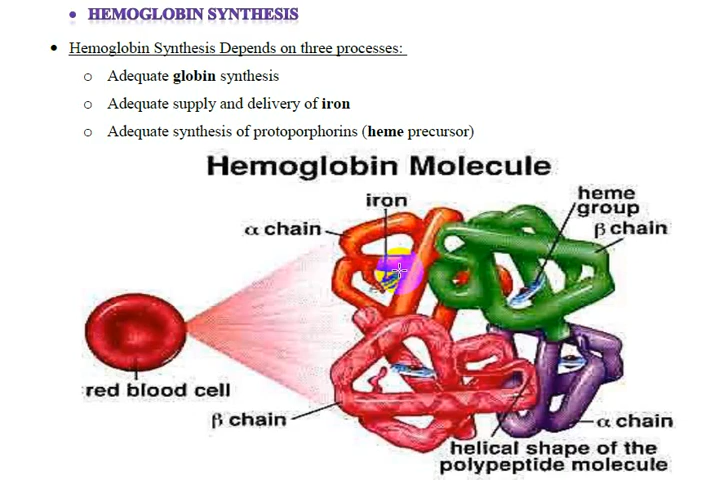 • HEMOGLOBIN SYNTHESIS
• Hemoglobin Synthesis Depends on three processes:
o Adequate globin synthesis
o Adequate supply and delivery of iron
o Adequate synthesis of protoporphorins (heme precursor)
Hemoglobin Molecule
iron
heme
group
α chain
β chain
red blood cell
β chain
α chain
helical shape of the
polypeptide molecule